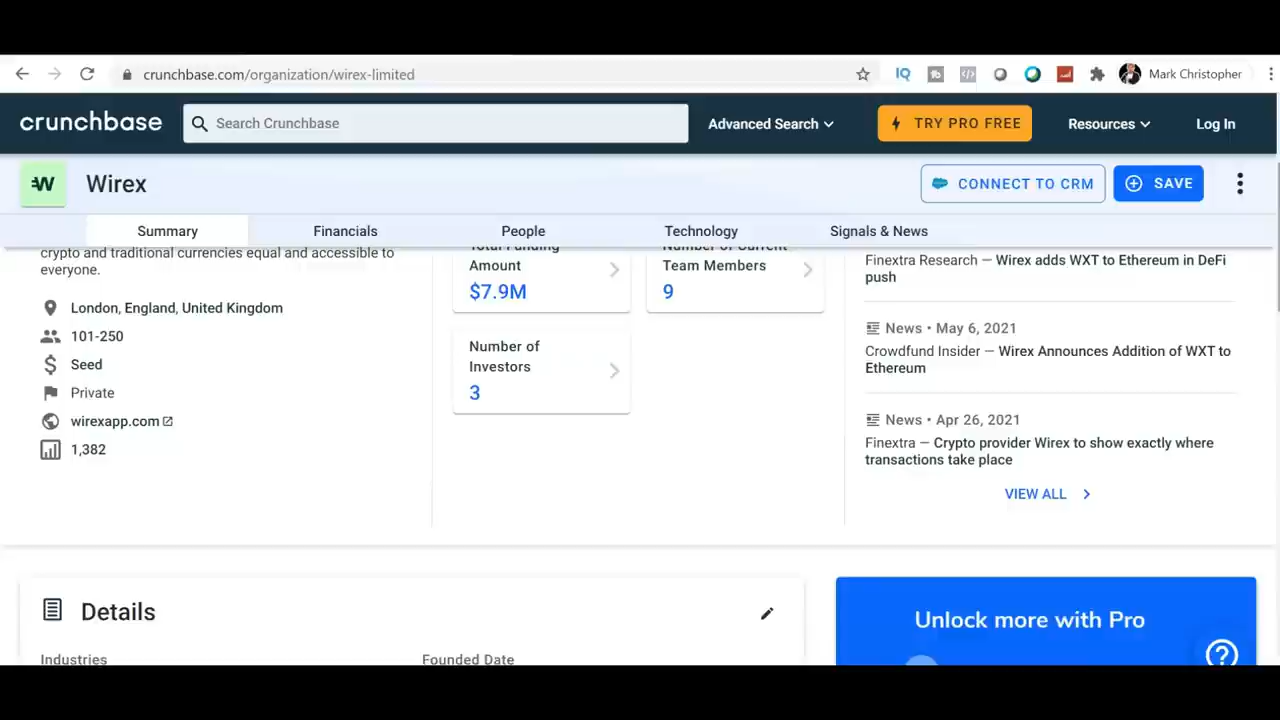 crunchbase.com/organization/wirex-limited
IQ
Mark Christopher
crunchbase
Search Crunchbase
Advanced Search
TRY PRO FREE
Resources
Log In
W
Wirex
CONNECT TO CRM
SAVE
Summary
Financials
People
Technology
Signals & News
crypto and traditional currencies equal and accessible to
everyone.
London, England, United Kingdom
101-250
Seed
Private
wirexapp.com
1,382
Total Funding
Amount
$7.9M
Number of Current
Team Members
9
Number of
Investors
3
Finextra Research — Wirex adds WXT to Ethereum in DeFi
push
News • May 6, 2021
Crowdfund Insider — Wirex Announces Addition of WXT to
Ethereum
News • Apr 26, 2021
Finextra — Crypto provider Wirex to show exactly where
transactions take place
VIEW ALL
Details
Industries
Founded Date
Unlock more with Pro